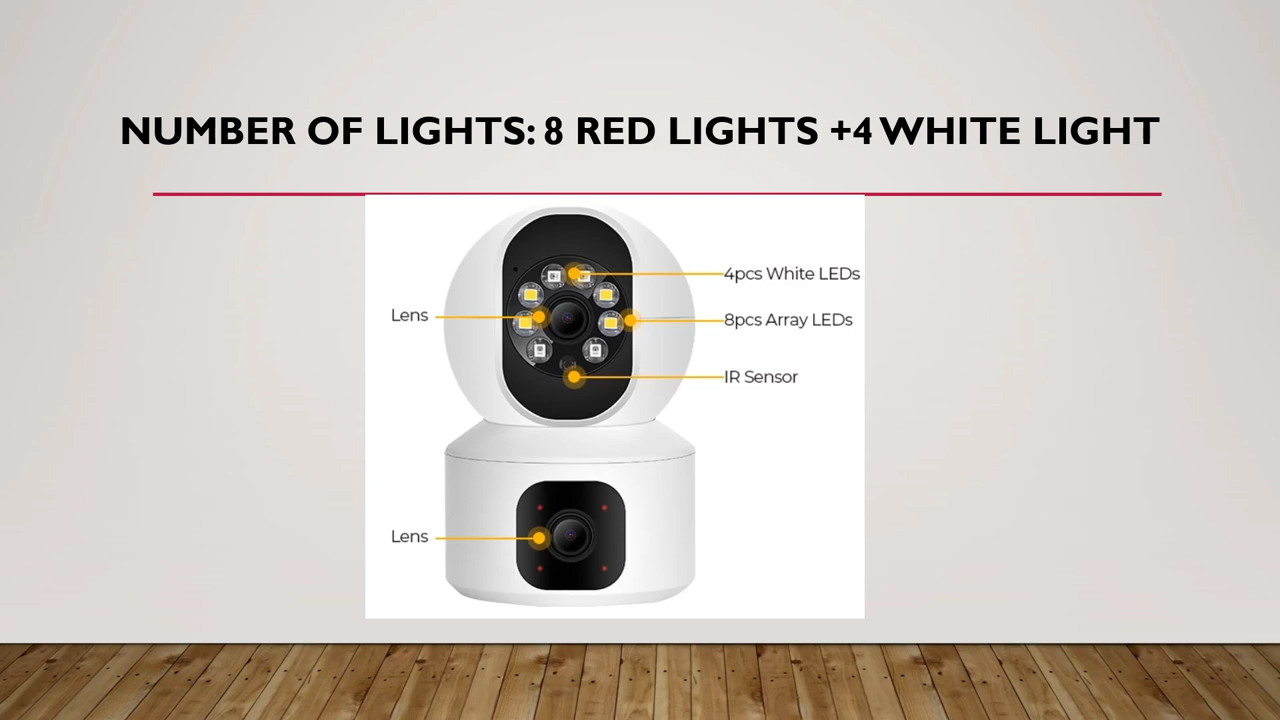 NUMBER OF LIGHTS: 8 RED LIGHTS +4 WHITE LIGHT
4pcs White LEDs
Lens
8pcs Array LEDs
IR Sensor
Lens